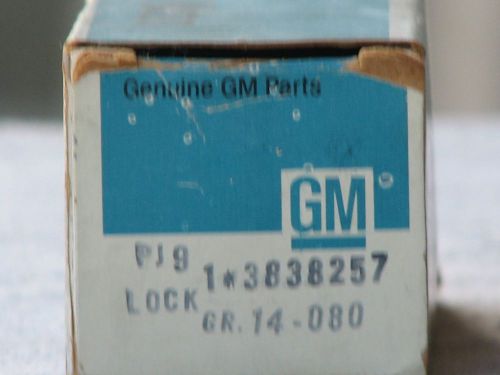 Genuine GM Parts
GM
PJ9 1*3838257
LOCK GR.14-080